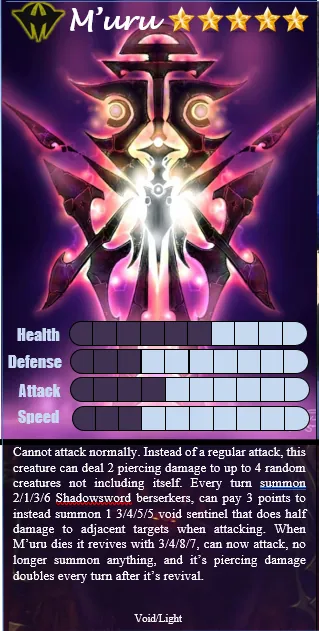 M'uru
Health
Defense
Attack
Speed
Cannot attack normally. Instead of a regular attack, this
creature can deal 2 piercing damage to up to 4 random
creatures not including itself. Every turn summon
2/1/3/6 Shadowsword berserkers, can pay 3 points to
instead summon 1 3/4/5/5 void sentinel that does half
damage to adjacent targets when attacking. When
M'uru dies it revives with 3/4/8/7, can now attack, no
longer summon anything, and it's piercing damage
doubles every turn after it's revival.
Void/Light